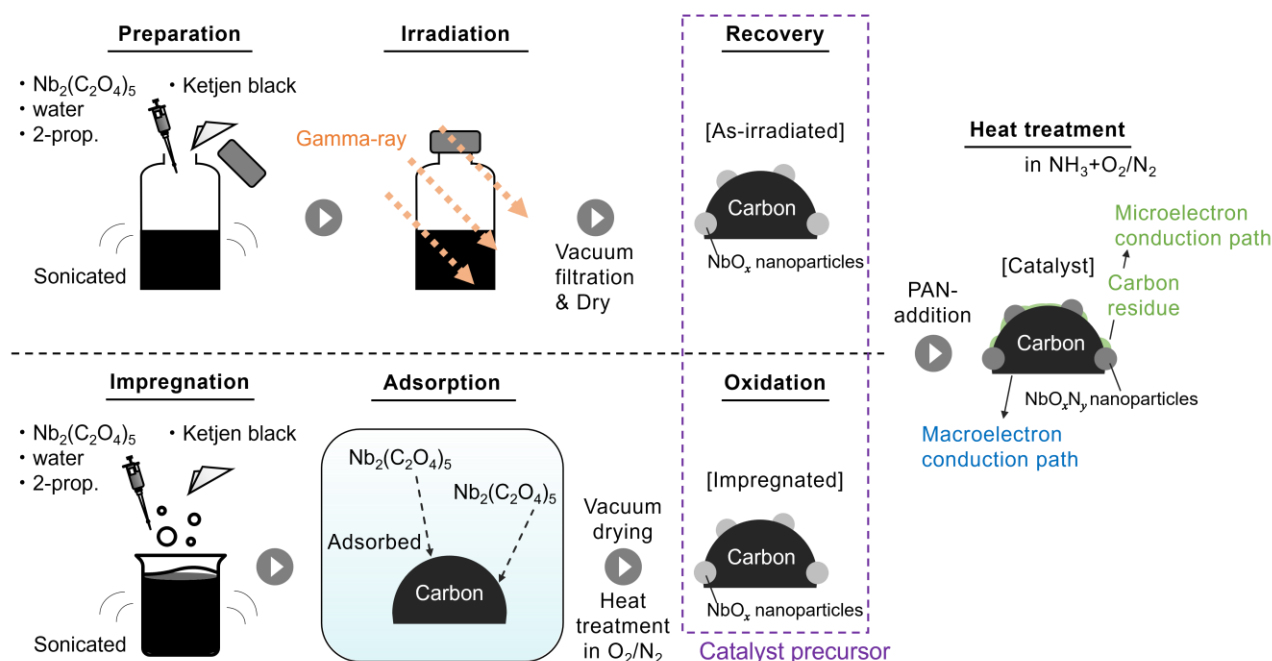 Preparation
・Nb₂(C₂O₄)₅
・water
・2-prop.
・Ketjen black
Sonicated
Irradiation
Gamma-ray
Vacuum
filtration
& Dry
Recovery
[As-irradiated]
Carbon
NbOₓ nanoparticles
Heat treatment
in NH₃+O₂/N₂
PAN-
addition
[Catalyst]
Carbon
Microelectron
conduction path
Carbon
residue
NbOₓNᵧ nanoparticles
Macroelectron
conduction path
Impregnation
・Nb₂(C₂O₄)₅
・water
・2-prop.
・Ketjen black
Sonicated
Adsorption
Nb₂(C₂O₄)₅
Nb₂(C₂O₄)₅
Adsorbed
Carbon
Vacuum
drying
Heat
treatment
in O₂/N₂
Oxidation
[Impregnated]
Carbon
NbOₓ nanoparticles
Catalyst precursor